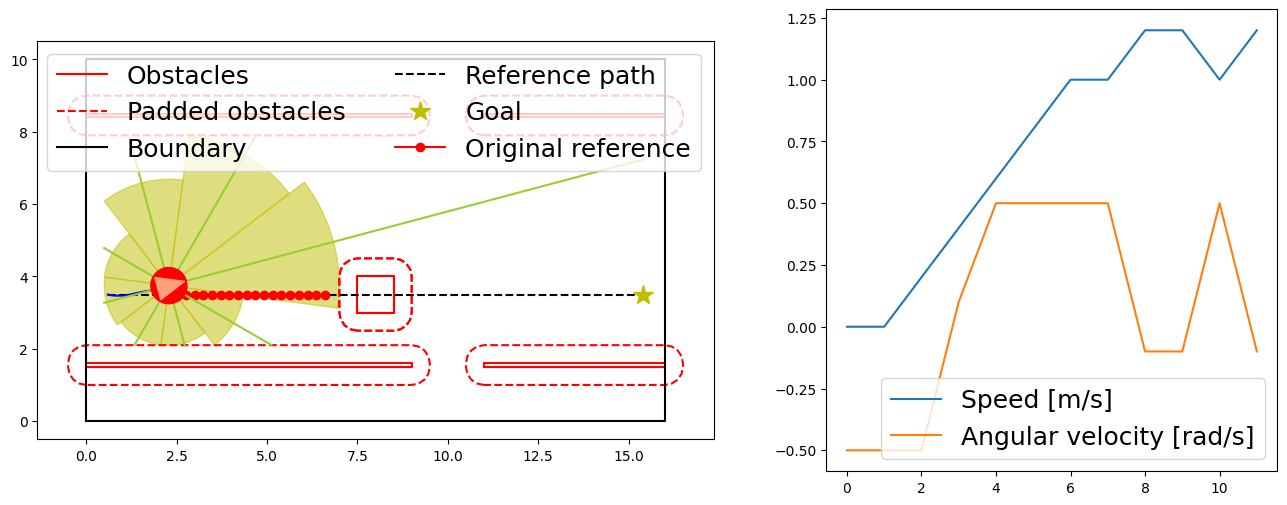 Obstacles
Padded obstacles
Boundary
Reference path
Goal
Original reference
10
8
6
4
2
0
0.0 2.5 5.0 7.5 10.0 12.5 15.0
1.25
1.00
0.75
0.50
0.25
0.00
−0.25
−0.50
Speed [m/s]
Angular velocity [rad/s]
0 2 4 6 8 10